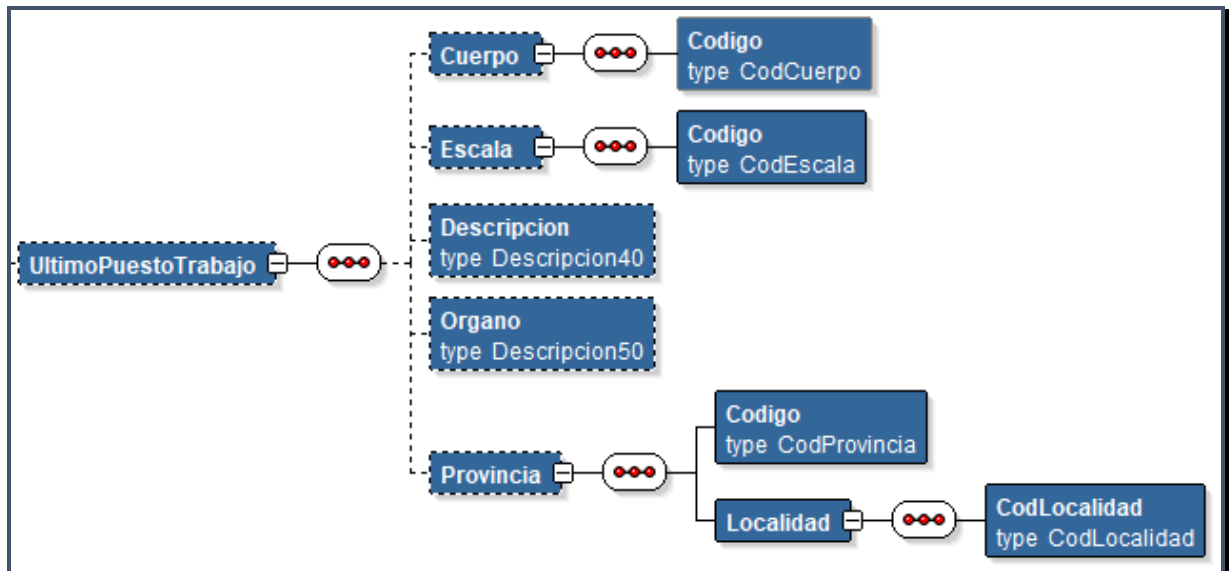 Cuerpo
Codigo
type CodCuerpo
Escala
Codigo
type CodEscala
Descripcion
type Descripcion40
UltimoPuestoTrabajo
Organo
type Descripcion50
Provincia
Codigo
type CodProvincia
Localidad
CodLocalidad
type CodLocalidad